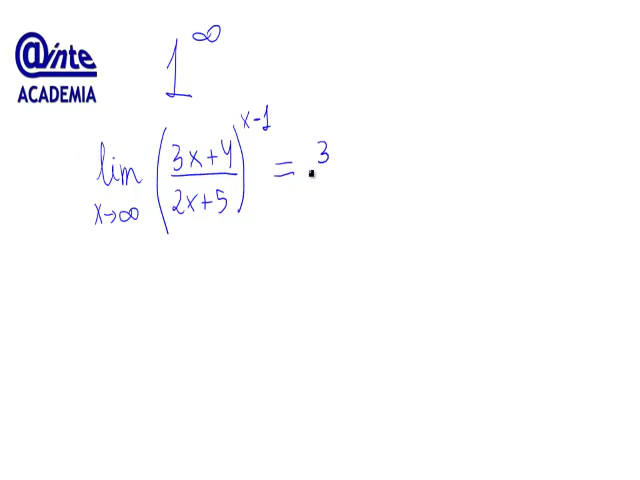 @inte
ACADEMIA
1^∞
lim x→∞ ((3x+4)/(2x+5))^(x-1) = 3